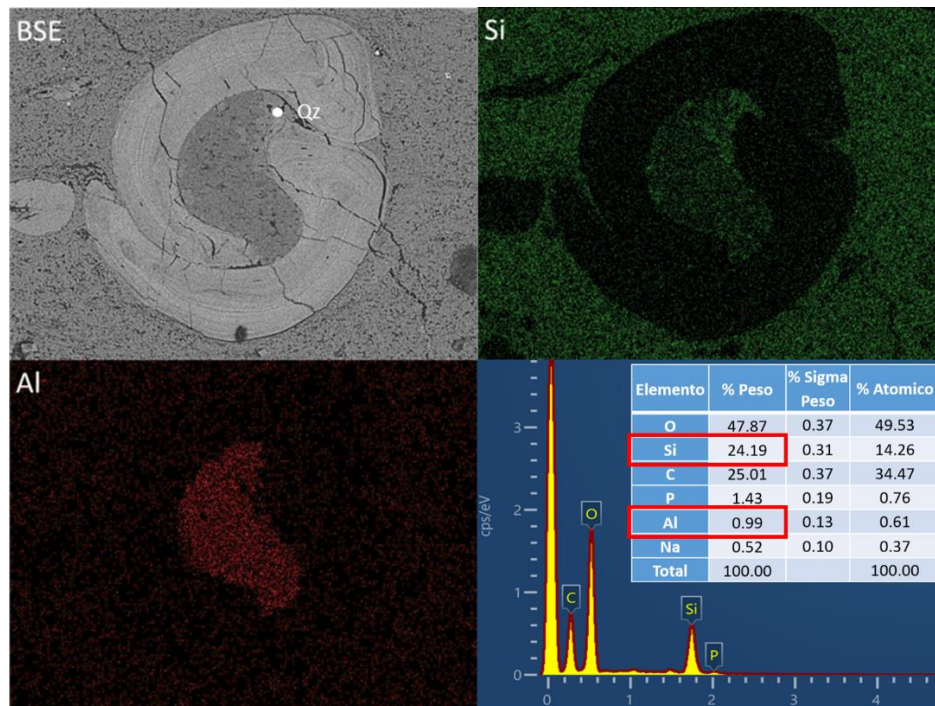 BSE
Qz
Si
Al
Elemento % Peso % Sigma Peso % Atomico
O 47.87 0.37 49.53
Si 24.19 0.31 14.26
C 25.01 0.37 34.47
P 1.43 0.19 0.76
Al 0.99 0.13 0.61
Na 0.52 0.10 0.37
Total 100.00 100.00
cps/eV
3
2
1
0
C
O
Si
P
0 1 2 3 4